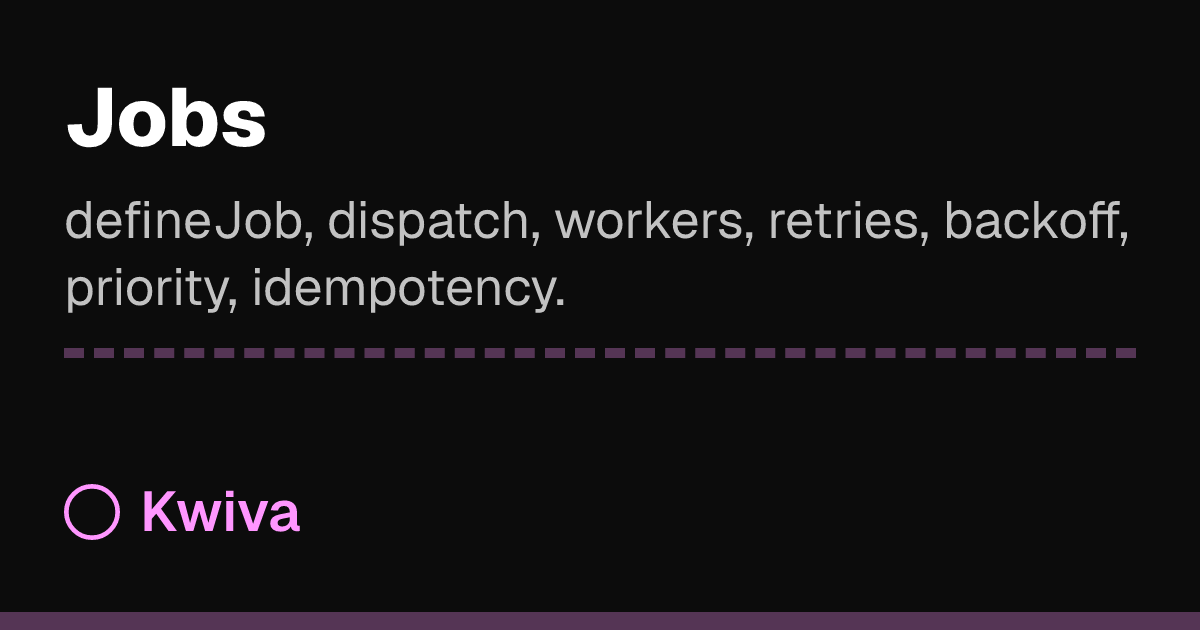 Jobs
defineJob, dispatch, workers, retries, backoff,
priority, idempotency.
Kwiva